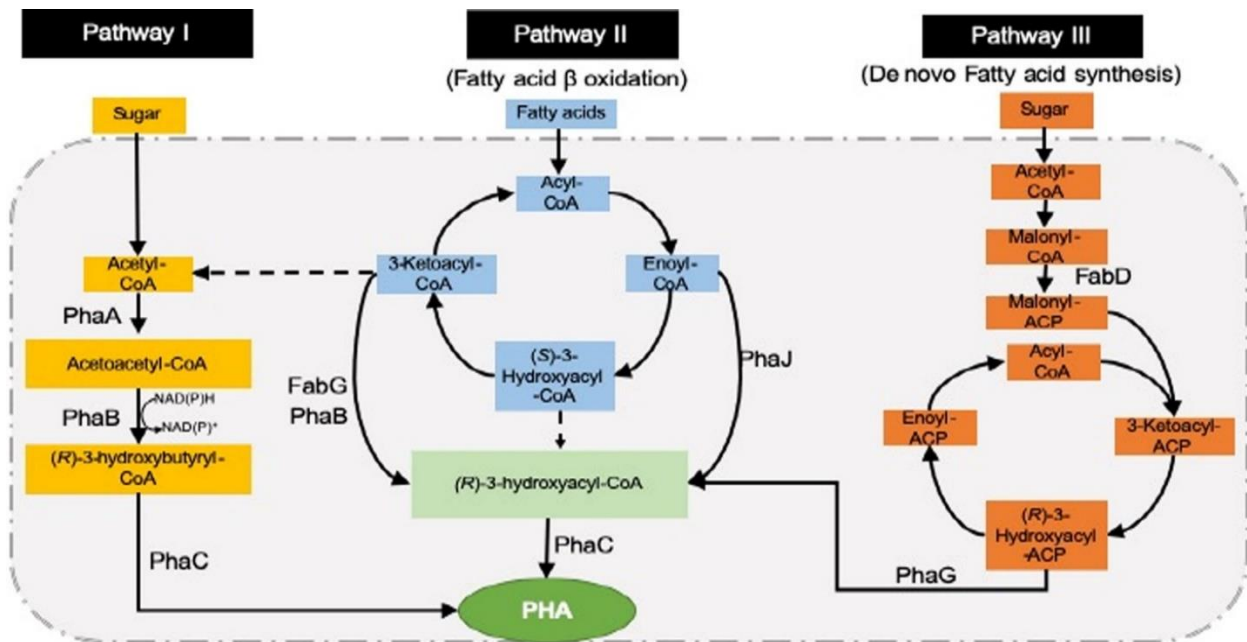 Pathway I
Pathway II
(Fatty acid β oxidation)
Pathway III
(De novo Fatty acid synthesis)
Sugar
Acetyl-
CoA
PhaA
Acetoacetyl-CoA
PhaB
NAD(P)H
NAD(P)⁺
(R)-3-hydroxybutyryl-
CoA
PhaC
Fatty acids
Acyl-
CoA
3-Ketoacyl-
CoA
Enoyl-
CoA
(S)-3-
Hydroxyacyl
-CoA
FabG
PhaB
PhaJ
(R)-3-hydroxyacyl-CoA
PhaC
PHA
Sugar
Acetyl-
CoA
Malonyl-
CoA
FabD
Malonyl-
ACP
Acyl-
CoA
Enoyl-
ACP
3-Ketoacyl-
ACP
(R)-3-
Hydroxyacyl
-ACP
PhaG